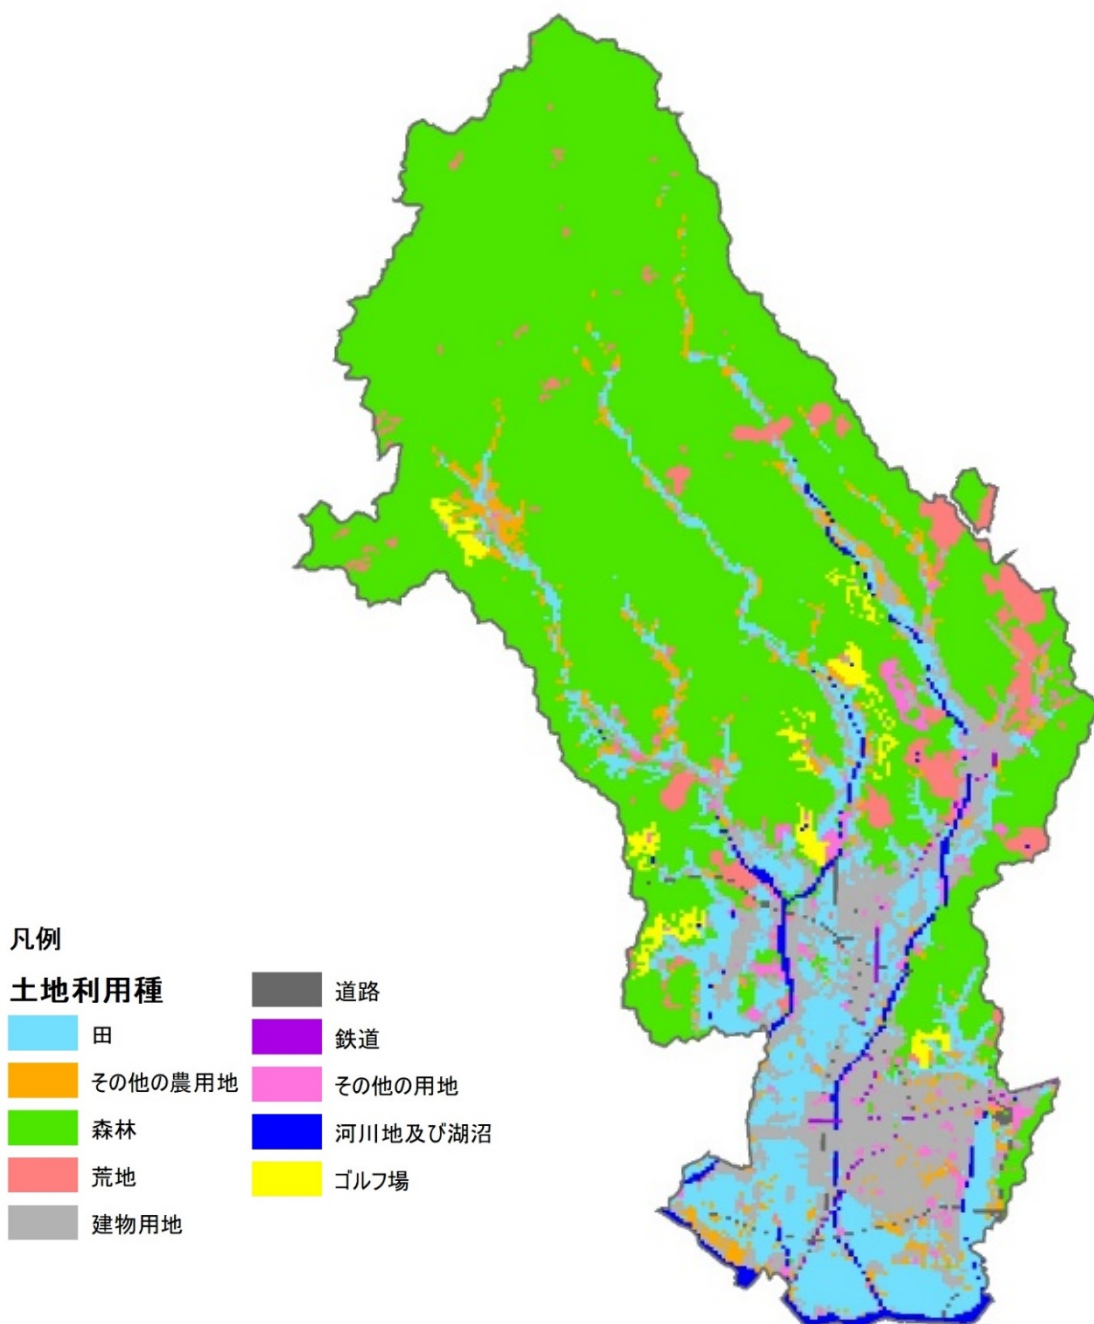 凡例
土地利用種
田
その他の農用地
森林
荒地
建物用地
道路
鉄道
その他の用地
河川地及び湖沼
ゴルフ場